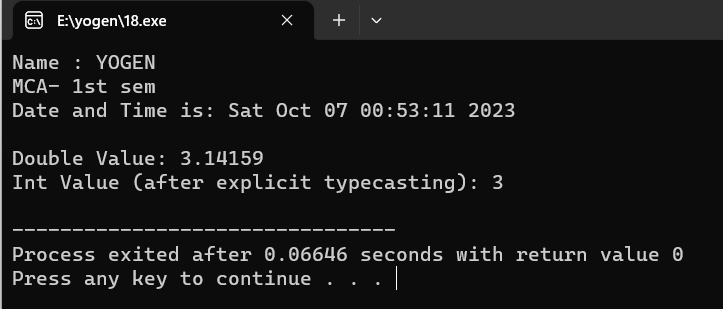 E:\yogen\18.exe
Name : YOGEN
MCA- 1st sem
Date and Time is: Sat Oct 07 00:53:11 2023
Double Value: 3.14159
Int Value (after explicit typecasting): 3
--------------------------------
Process exited after 0.06646 seconds with return value 0
Press any key to continue . . .